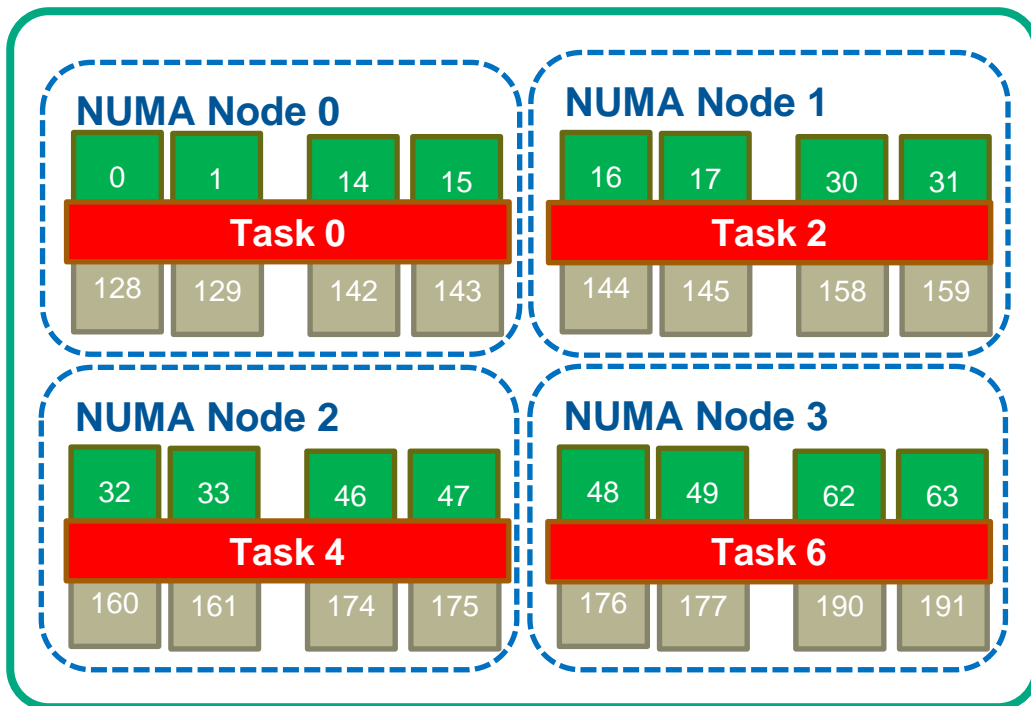 NUMA Node 0
0 1 14 15
Task 0
128 129 142 143
NUMA Node 1
16 17 30 31
Task 2
144 145 158 159
NUMA Node 2
32 33 46 47
Task 4
160 161 174 175
NUMA Node 3
48 49 62 63
Task 6
176 177 190 191